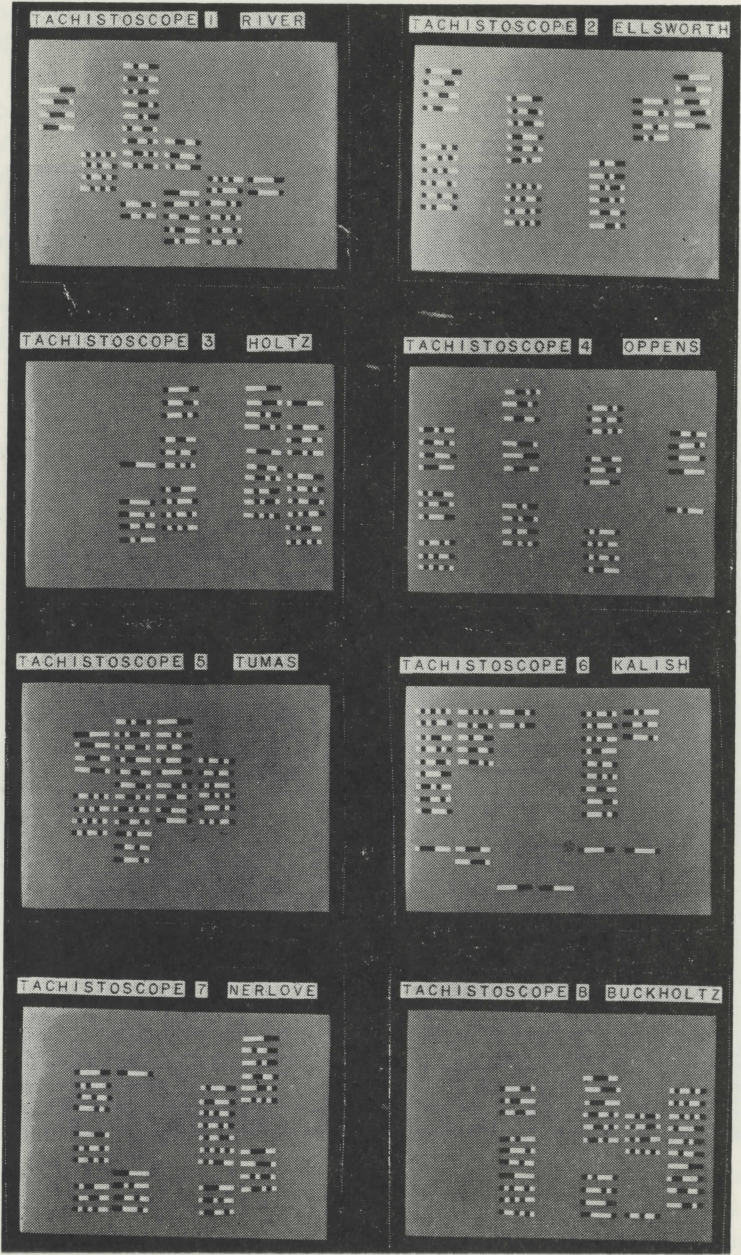 TACHISTOSCOPE 1 RIVER
TACHISTOSCOPE 2 ELLSWORTH
TACHISTOSCOPE 3 HOLTZ
TACHISTOSCOPE 4 OPPENS
TACHISTOSCOPE 5 TUMAS
TACHISTOSCOPE 6 KALISH
TACHISTOSCOPE 7 NERLOVE
TACHISTOSCOPE 8 BUCKHOLTZ